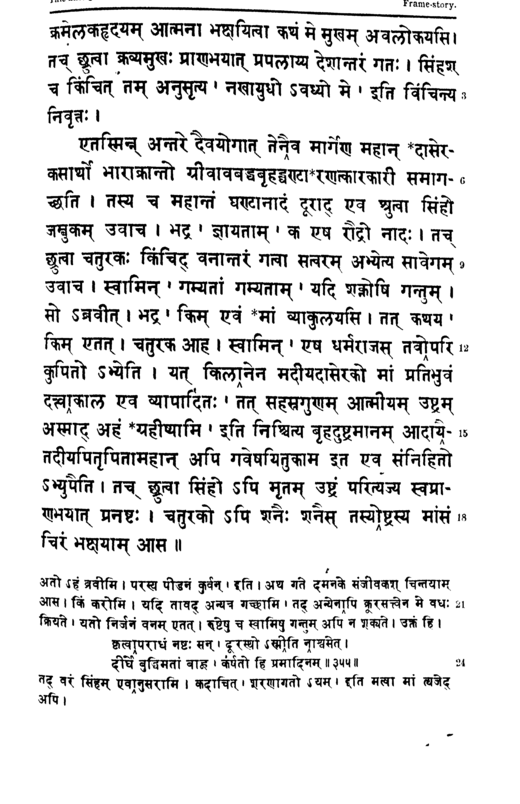 Frame-story.
क्रमेलकहृदयम् आत्मना भक्षयित्वा कथं मे मुखम् अवलोकयसि।
तच् छ्रुत्वा क्रव्यमुखः प्राणभयात् प्रपलाय्य देशान्तरं गतः। सिंहश्
च किंचित् तम् अनुसृत्य ' नखायुधो ऽवध्यो मे ' इति विचिन्त्य 3
निवृत्तः।
एतस्मिन्न् अन्तरे दैवयोगात् तेनैव मार्गेण महान् *दासेर-
कसार्थो भाराक्रान्तो ग्रीवावबद्धबृहद्घण्टा*रणत्कारकारी समाग- 6
च्छति। तस्य च महान्तं घण्टानादं दूराद् एव श्रुत्वा सिंहो
जम्बुकम् उवाच। भद्र ' ज्ञायताम् ' क एष रौद्रो नादः। तच्
छ्रुत्वा चतुरकः किंचिद् वनान्तरं गत्वा सत्वरम् अभ्येत्य सावेगम् 9
उवाच। स्वामिन् ' गम्यतां गम्यताम् ' यदि शक्नोषि गन्तुम्।
सो ऽब्रवीत्। भद्र ' किम् एवं *मां व्याकुलयसि। तत् कथय '
किम् एतत्। चतुरक आह। स्वामिन् ' एष धर्मराजस् तवोपरि 12
कुपितो ऽभ्येति। यत् किलानेन मदीयदासेरको मां प्रतिभुवं
दत्त्वाकाल एव व्यापादितः ' तत् सहस्रगुणम् आत्मीयम् उष्ट्रम्
अस्माद् अहं *ग्रहीष्यामि ' इति निश्चित्य बृहदुष्ट्रमानम् आदायै- 15
तदीयपितृपितामहान् अपि गवेषयितुकाम इत एव संनिहितो
ऽभ्युपैति। तच् छ्रुत्वा सिंहो ऽपि मृतम् उष्ट्रं परित्यज्य स्वप्रा-
णभयात् प्रनष्टः। चतुरको ऽपि शनैः शनैस् तस्योष्ट्रस्य मांसं 18
चिरं भक्षयाम् आस॥
अतो ऽहं ब्रवीमि। परस्य पीडनं कुर्वन् ' इति। अथ गते दमनके संजीवकश् चिन्तयाम्
आस। किं करोमि। यदि तावद् अन्यत्र गच्छामि ' तद् अन्येनापि क्रूरसत्त्वेन मे वधः 21
क्रियते। यतो निर्जनं वनम् एतत्। रुष्टेषु च स्वामिषु गन्तुम् अपि न शक्यते। उक्तं हि।
कृत्वापराधं नष्टः सन् ' दूरस्थो ऽस्मीति नाश्वसेत्।
दीर्घौ बुद्धिमतां बाहू ' कर्षतो हि प्रमादिनम्॥३५५॥ 24
तद् वरं सिंहम् एवानुसरामि। कदाचित् ' शरणागतो ऽयम् ' इति मत्वा मां त्यजेद्
अपि।